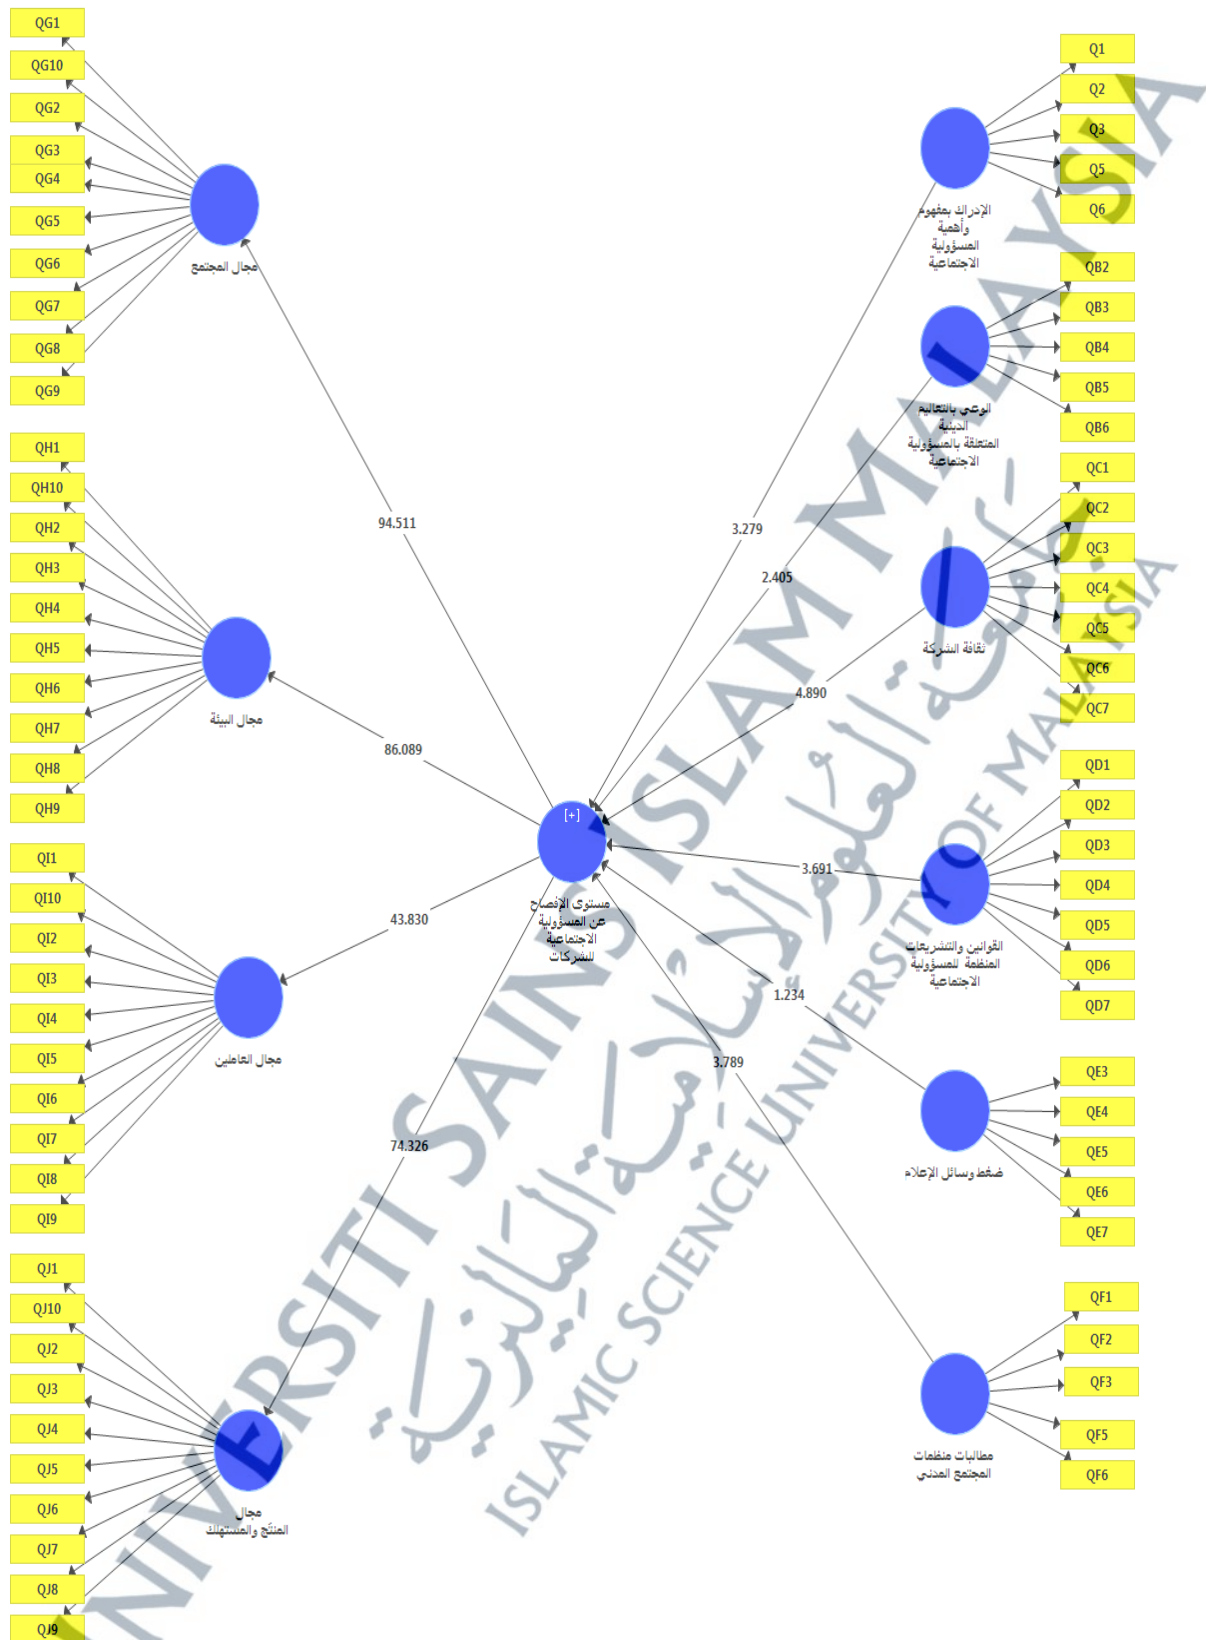 QG1
QG10
QG2
QG3
QG4
QG5
QG6
QG7
QG8
QG9
مجال المجتمع
QH1
QH10
QH2
QH3
QH4
QH5
QH6
QH7
QH8
QH9
مجال البيئة
QI1
QI10
QI2
QI3
QI4
QI5
QI6
QI7
QI8
QI9
مجال العاملين
QJ1
QJ10
QJ2
QJ3
QJ4
QJ5
QJ6
QJ7
QJ8
QJ9
مجال
المنتَج والمستهلك
94.511
86.089
43.830
74.326
[+]
مستوى الإفصاح
عن المسؤولية
الاجتماعية
للشركات
3.279
2.405
4.890
3.691
1.234
3.789
Q1
Q2
Q3
Q5
Q6
الإدراك بمفهوم
وأهمية
المسؤولية
الاجتماعية
QB2
QB3
QB4
QB5
QB6
الوعي بالتعاليم
الدينية
المتعلقة بالمسؤولية
الاجتماعية
QC1
QC2
QC3
QC4
QC5
QC6
QC7
ثقافة الشركة
QD1
QD2
QD3
QD4
QD5
QD6
QD7
القوانين والتشريعات
المنظمة للمسؤولية
الاجتماعية
QE3
QE4
QE5
QE6
QE7
ضغط وسائل الإعلام
QF1
QF2
QF3
QF5
QF6
مطالبات منظمات
المجتمع المدني
UNIVERSITI SAINS ISLAM MALAYSIA
جامعة العلوم الإسلامية الماليزية
ISLAMIC SCIENCE UNIVERSITY OF MALAYSIA